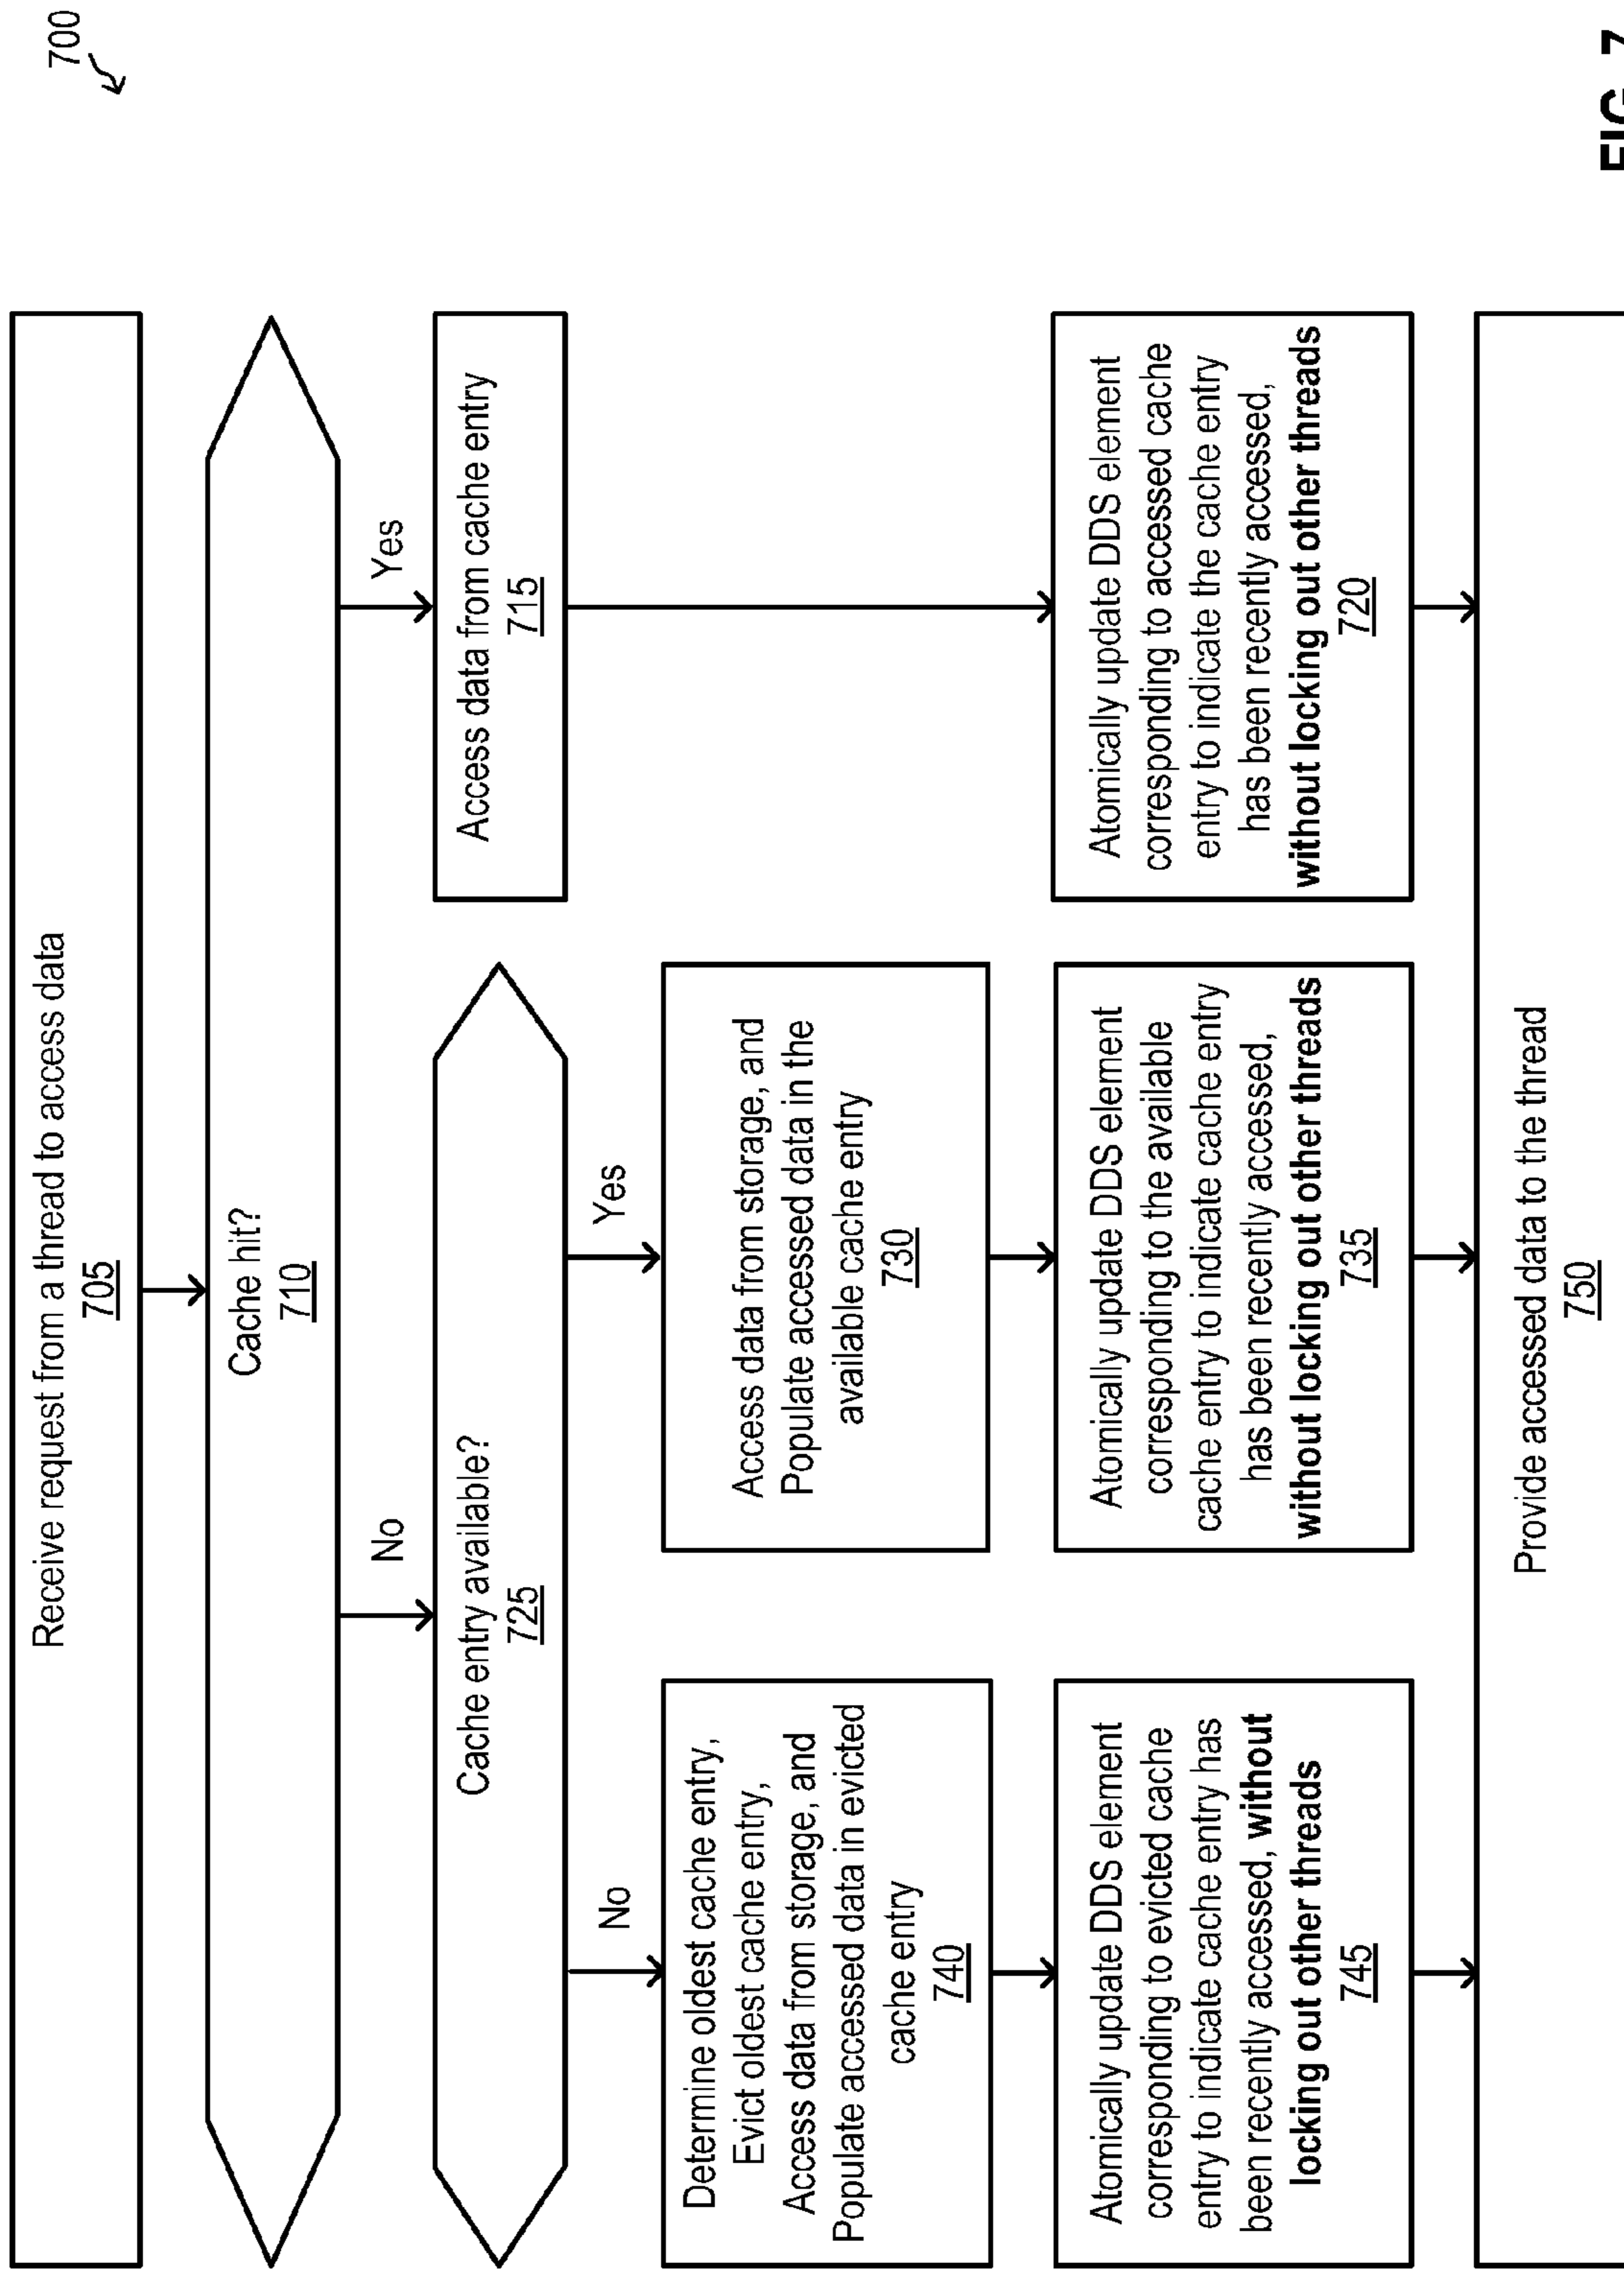 700
Receive request from a thread to access data
705
Cache hit?
710
No
Yes
Cache entry available?
725
Access data from cache entry
715
No
Yes
Determine oldest cache entry,
Evict oldest cache entry,
Access data from storage, and
Populate accessed data in evicted
cache entry
740
Access data from storage, and
Populate accessed data in the
available cache entry
730
Atomically update DDS element
corresponding to evicted cache
entry to indicate cache entry has
been recently accessed, without
locking out other threads
745
Atomically update DDS element
corresponding to the available
cache entry to indicate cache entry
has been recently accessed,
without locking out other threads
735
Atomically update DDS element
corresponding to accessed cache
entry to indicate the cache entry
has been recently accessed,
without locking out other threads
720
Provide accessed data to the thread
750
FIG. 7